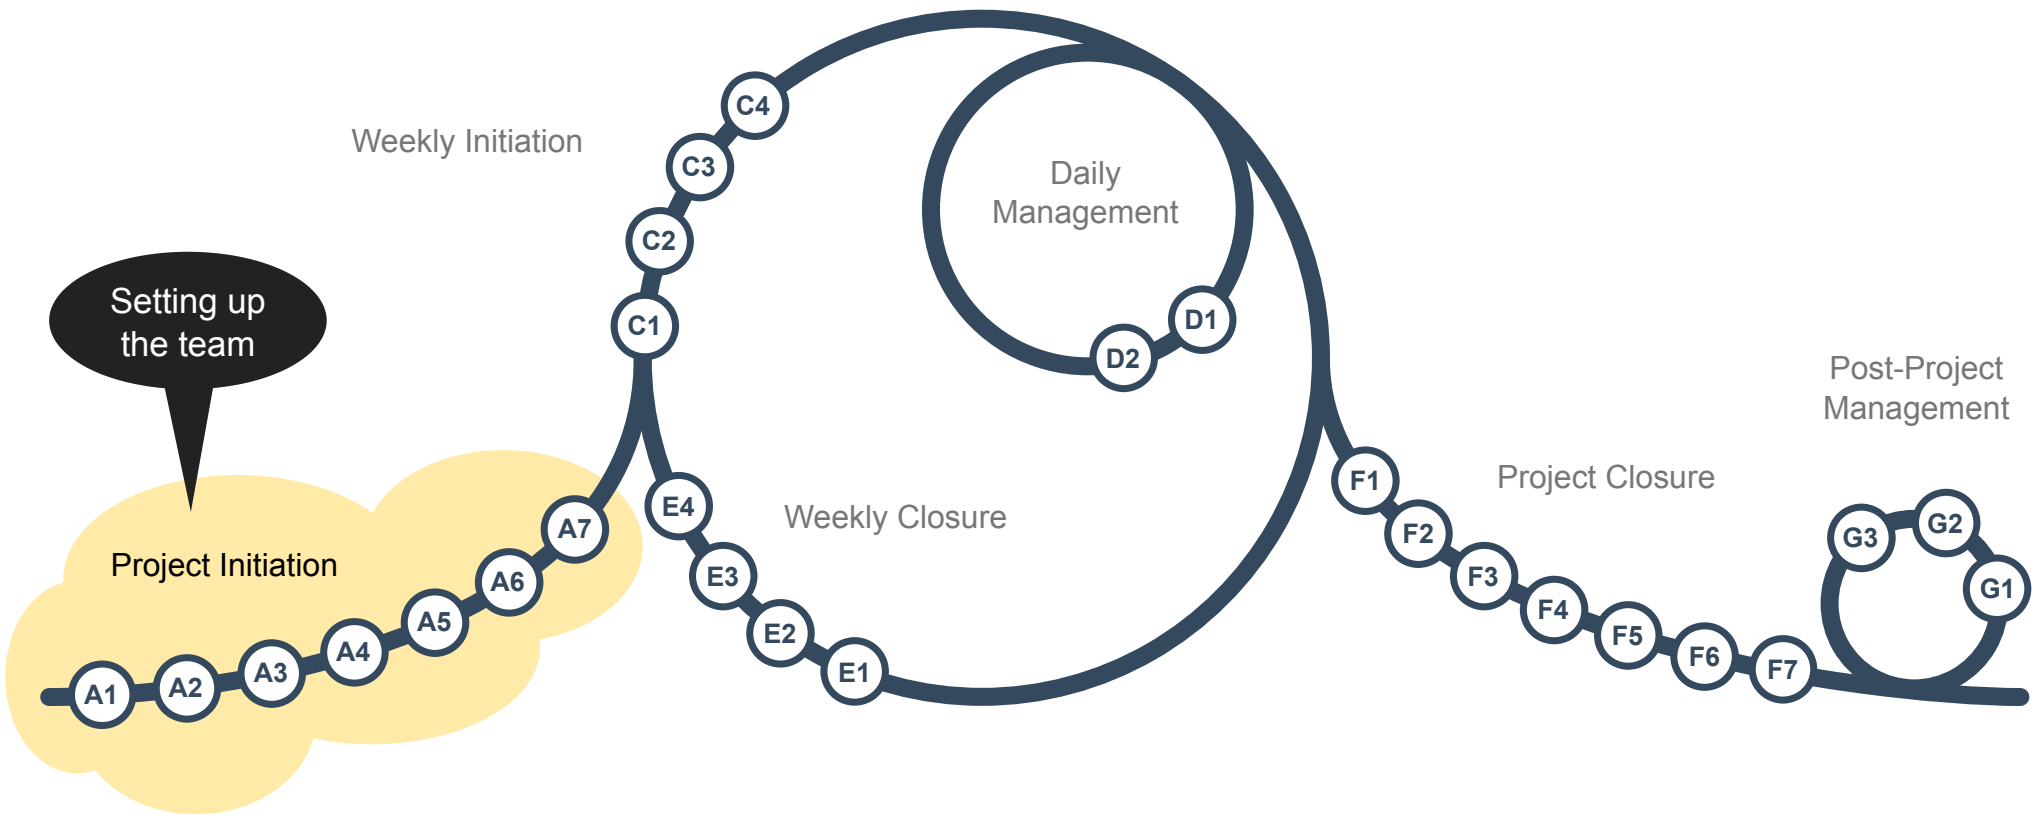 Weekly Initiation
C4
C3
C2
C1
Daily
Management
D1
D2
Setting up
the team
Project Initiation
A1
A2
A3
A4
A5
A6
A7
Weekly Closure
E4
E3
E2
E1
Project Closure
F1
F2
F3
F4
F5
F6
F7
Post-Project
Management
G3
G2
G1